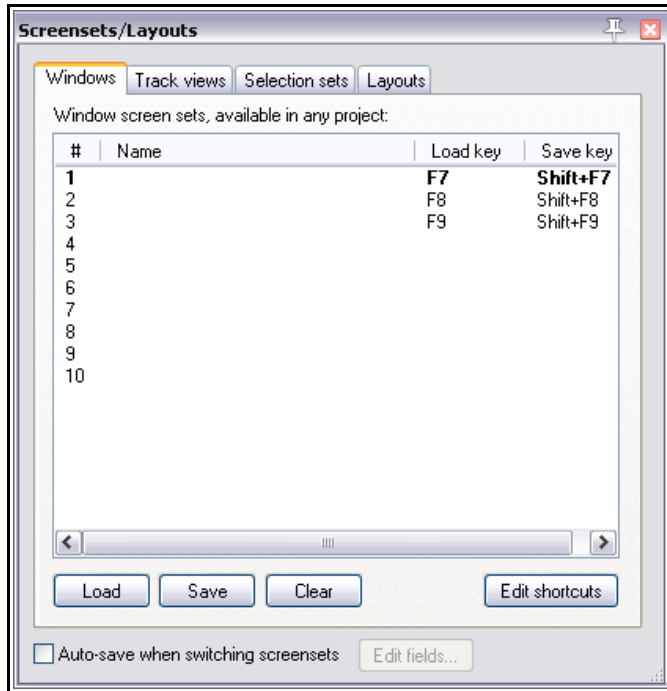 Screensets/Layouts
Windows Track views Selection sets Layouts
Window screen sets, available in any project:
# Name Load key Save key
1 F7 Shift+F7
2 F8 Shift+F8
3 F9 Shift+F9
4
5
6
7
8
9
10
Load Save Clear Edit shortcuts
Auto-save when switching screensets Edit fields...